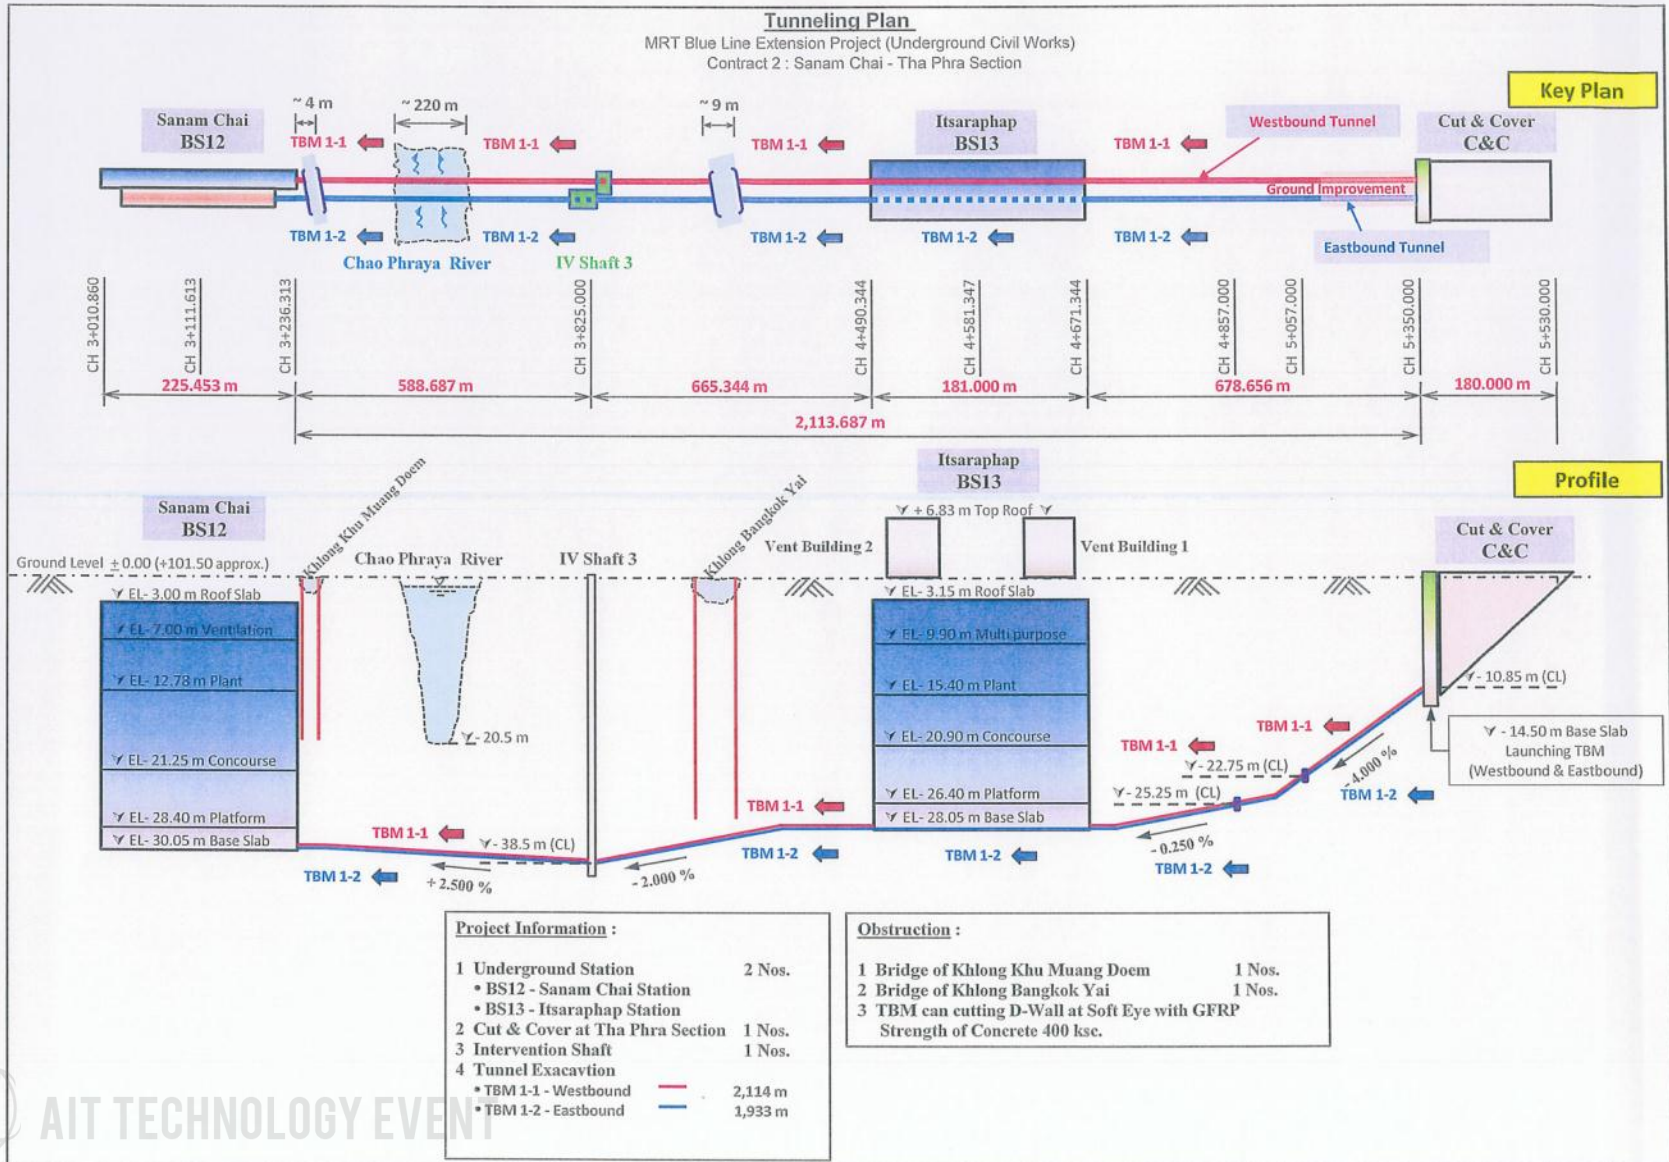 Tunneling Plan
MRT Blue Line Extension Project (Underground Civil Works)
Contract 2 : Sanam Chai - Tha Phra Section
Key Plan
Sanam Chai
BS12
~ 4 m
~ 220 m
~ 9 m
Itsaraphap
BS13
Cut & Cover
C&C
TBM 1-1
TBM 1-1
TBM 1-1
TBM 1-1
Westbound Tunnel
Ground Improvement
TBM 1-2
TBM 1-2
TBM 1-2
TBM 1-2
TBM 1-2
Eastbound Tunnel
Chao Phraya River
IV Shaft 3
CH 3+010.860
CH 3+111.613
CH 3+236.313
CH 3+825.000
CH 4+490.344
CH 4+581.347
CH 4+671.344
CH 4+857.000
CH 5+057.000
CH 5+350.000
CH 5+530.000
225.453 m
588.687 m
665.344 m
181.000 m
678.656 m
180.000 m
2,113.687 m
Profile
Sanam Chai
BS12
Khlong Khu Muang Doem
Khlong Bangkok Yai
Itsaraphap
BS13
+ 6.83 m Top Roof
Vent Building 2
Vent Building 1
Cut & Cover
C&C
Ground Level ±0.00 (+101.50 approx.)
Chao Phraya River
IV Shaft 3
EL- 3.00 m Roof Slab
EL- 7.00 m Ventilation
EL- 12.78 m Plant
EL- 21.25 m Concourse
EL- 28.40 m Platform
EL- 30.05 m Base Slab
- 20.5 m
EL- 3.15 m Roof Slab
EL- 9.90 m Multi purpose
EL- 15.40 m Plant
EL- 20.90 m Concourse
EL- 26.40 m Platform
EL- 28.05 m Base Slab
- 10.85 m (CL)
- 14.50 m Base Slab
Launching TBM
(Westbound & Eastbound)
TBM 1-1
TBM 1-1
- 22.75 m (CL)
- 25.25 m (CL)
- 4.000 %
TBM 1-2
- 0.250 %
TBM 1-2
TBM 1-1
TBM 1-2
TBM 1-2
TBM 1-1
- 38.5 m (CL)
TBM 1-2
+ 2.500 %
- 2.000 %
Project Information :
1 Underground Station 2 Nos.
• BS12 - Sanam Chai Station
• BS13 - Itsaraphap Station
2 Cut & Cover at Tha Phra Section 1 Nos.
3 Intervention Shaft 1 Nos.
4 Tunnel Exacavtion
• TBM 1-1 - Westbound 2,114 m
• TBM 1-2 - Eastbound 1,933 m
Obstruction :
1 Bridge of Khlong Khu Muang Doem 1 Nos.
2 Bridge of Khlong Bangkok Yai 1 Nos.
3 TBM can cutting D-Wall at Soft Eye with GFRP
Strength of Concrete 400 ksc.
AIT TECHNOLOGY EVENT